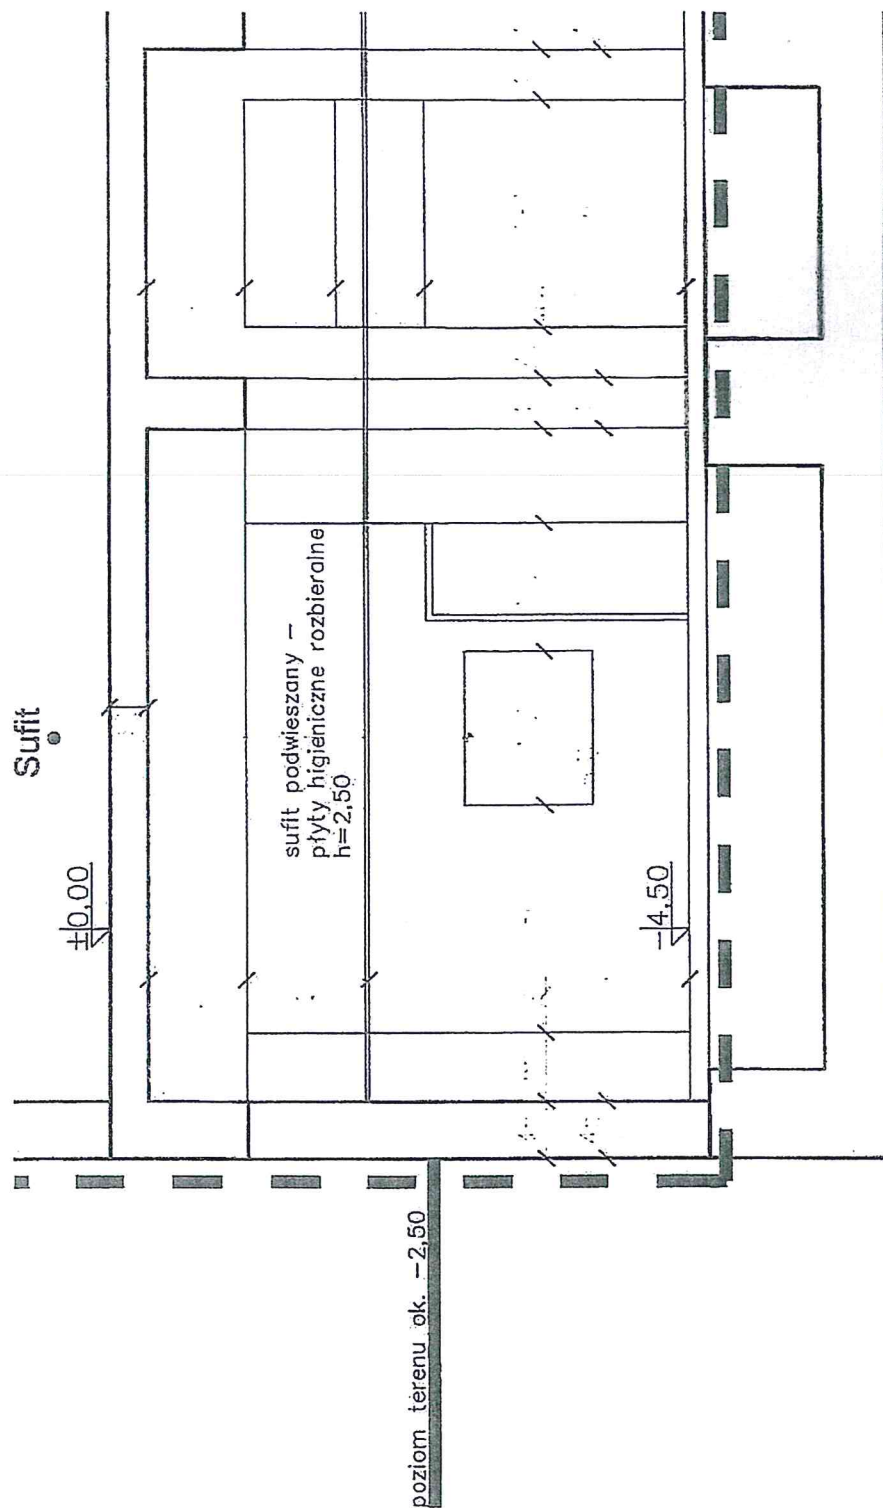 Sufit
±0,00
sufit podwieszany –
płyty higieniczne rozbieralne
h=2,50
-4,50
poziom terenu ok. –2,50